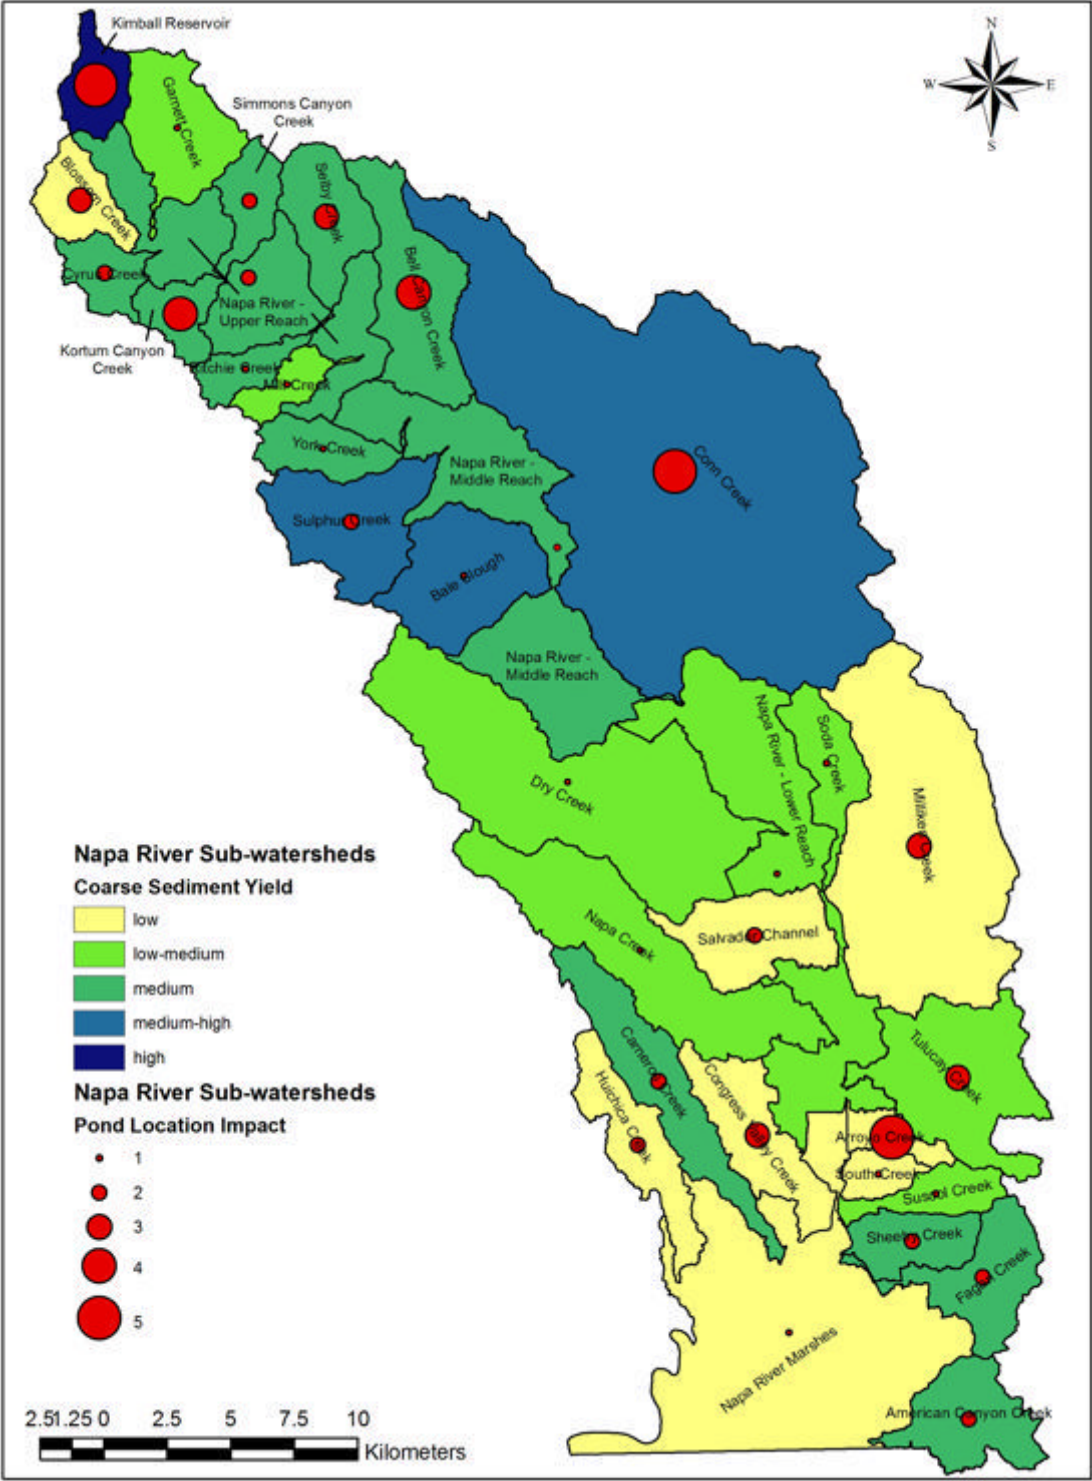 Kimball Reservoir
N
W
E
S
Garnett Creek
Simmons Canyon
Creek
Blossom Creek
Selby Creek
Bell Canyon Creek
Cyrus Creek
Napa River -
Upper Reach
Kortum Canyon
Creek
Ritchie Creek
Mill Creek
York Creek
Napa River -
Middle Reach
Conn Creek
Sulphur Creek
Bale Slough
Napa River -
Middle Reach
Napa River - Lower Reach
Soda Creek
Dry Creek
Milliken Creek
Napa Creek
Salvador Channel
Carneros Creek
Tulucay Creek
Huichica Creek
Congress Valley Creek
Arroyo Creek
South Creek
Suscol Creek
Sheehy Creek
Fagan Creek
Napa River Marshes
American Canyon Creek
Napa River Sub-watersheds
Coarse Sediment Yield
low
low-medium
medium
medium-high
high
Napa River Sub-watersheds
Pond Location Impact
1
2
3
4
5
2.5 1.25 0 2.5 5 7.5 10
Kilometers